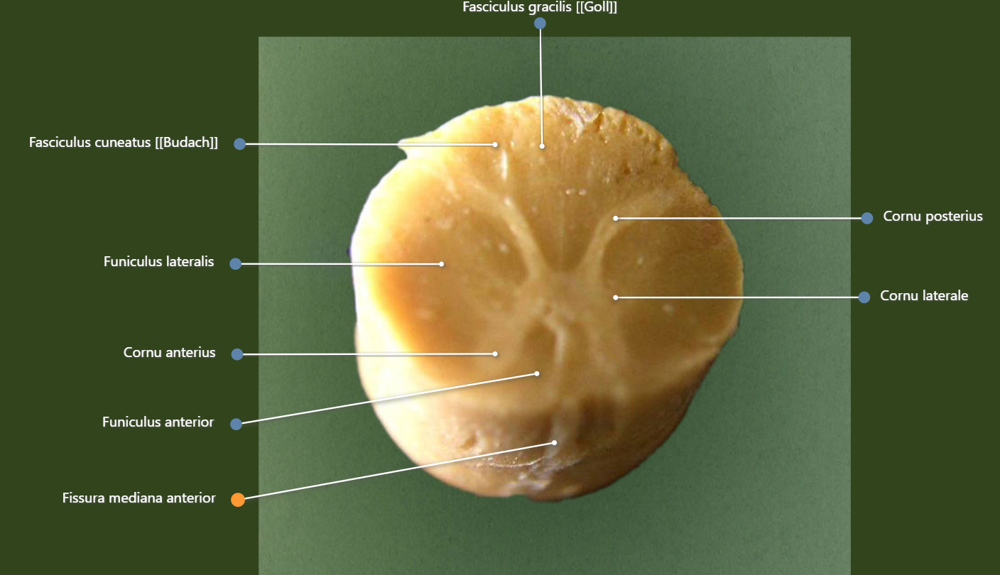 Fasciculus gracilis [[Goll]]
Fasciculus cuneatus [[Budach]]
Cornu posterius
Funiculus lateralis
Cornu laterale
Cornu anterius
Funiculus anterior
Fissura mediana anterior